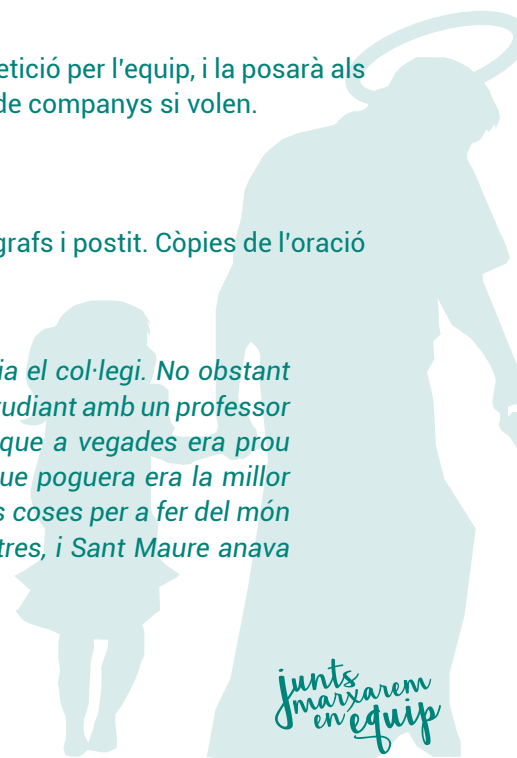 etició per l'equip, i la posarà als
de companys si volen.
grafs i postit. Còpies de l'oració
ia el col·legi. No obstant
tudiant amb un professor
que a vegades era prou
ue poguera era la millor
s coses per a fer del món
tres, i Sant Maure anava
junts
marxarem
en equip